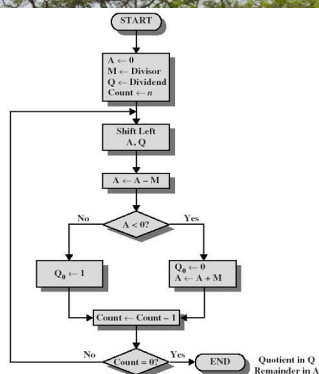 START
A ← 0
M ← Divisor
Q ← Dividend
Count ← n
Shift Left
A, Q
A ← A – M
No
A < 0?
Yes
Q₀ ← 1
Q₀ ← 0
A ← A + M
Count ← Count – 1
No
Count = 0?
Yes
END
Quotient in Q
Remainder in A